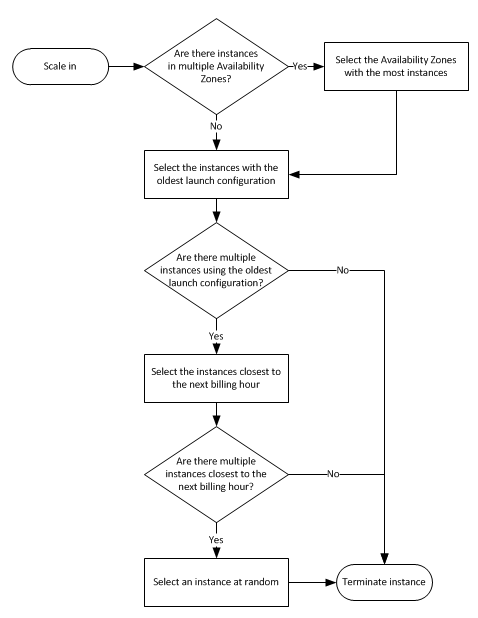 Scale in
Are there instances
in multiple Availability
Zones?
Yes
Select the Availability Zones
with the most instances
No
Select the instances with the
oldest launch configuration
Are there multiple
instances using the oldest
launch configuration?
No
Yes
Select the instances closest to
the next billing hour
Are there multiple
instances closest to the
next billing hour?
No
Yes
Select an instance at random
Terminate instance